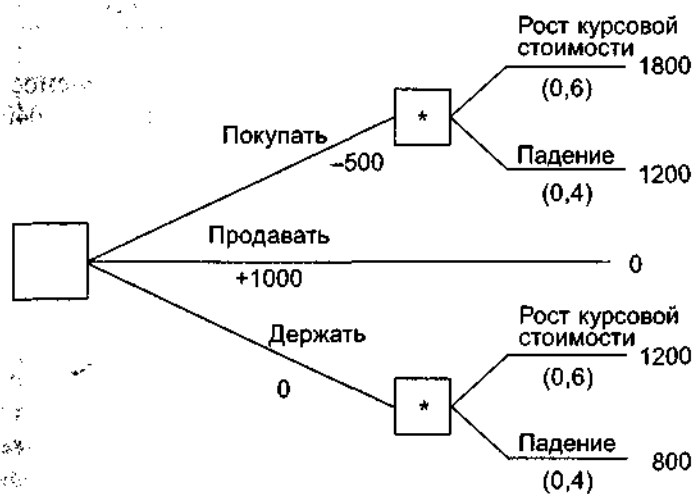 Рост курсовой
стоимости
1800
(0,6)
*
Покупать
–500
Падение
1200
(0,4)
Продавать
+1000
0
Держать
0
*
Рост курсовой
стоимости
1200
(0,6)
Падение
800
(0,4)